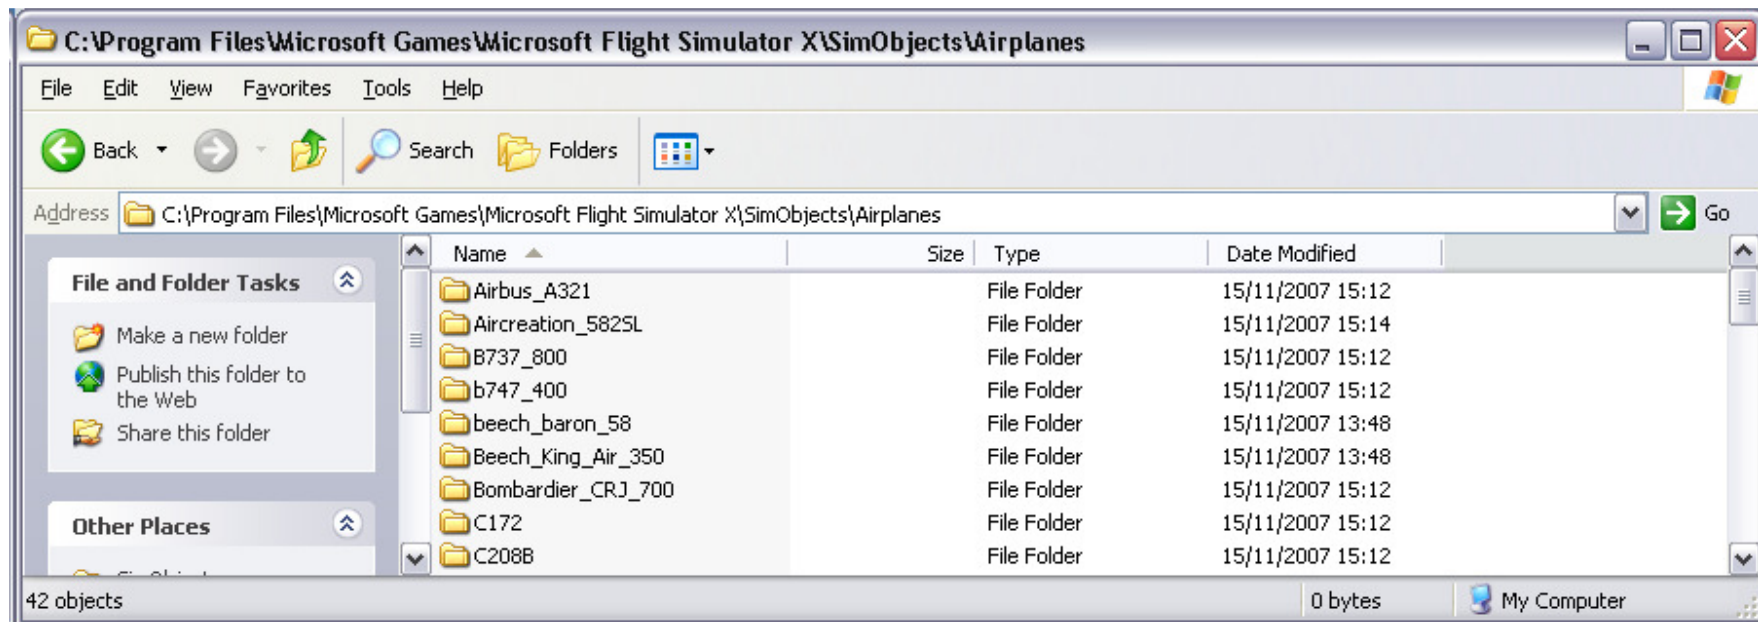 C:\Program Files\Microsoft Games\Microsoft Flight Simulator X\SimObjects\Airplanes
File Edit View Favorites Tools Help
Back Search Folders
Address C:\Program Files\Microsoft Games\Microsoft Flight Simulator X\SimObjects\Airplanes Go
Name Size Type Date Modified
File and Folder Tasks
Make a new folder
Publish this folder to
the Web
Share this folder
Other Places
Airbus_A321 File Folder 15/11/2007 15:12
Aircreation_582SL File Folder 15/11/2007 15:14
B737_800 File Folder 15/11/2007 15:12
b747_400 File Folder 15/11/2007 15:12
beech_baron_58 File Folder 15/11/2007 13:48
Beech_King_Air_350 File Folder 15/11/2007 13:48
Bombardier_CRJ_700 File Folder 15/11/2007 15:12
C172 File Folder 15/11/2007 15:12
C208B File Folder 15/11/2007 15:12
42 objects 0 bytes My Computer